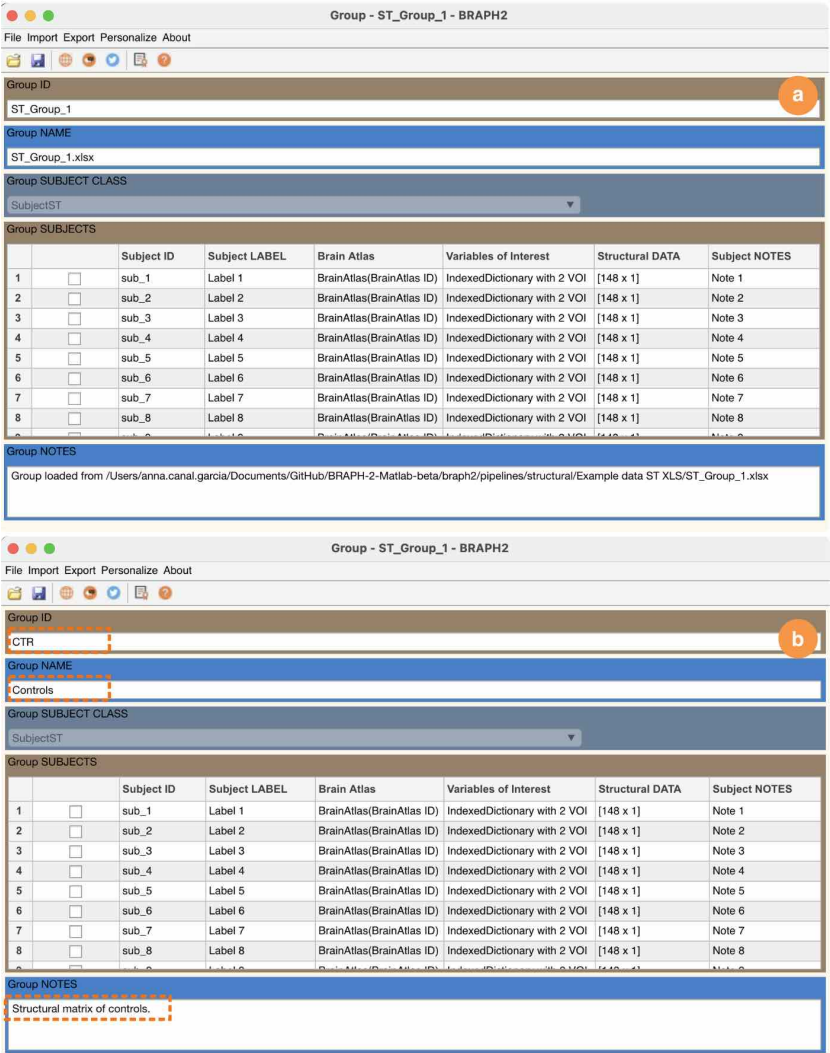 Group - ST_Group_1 - BRAPH2
File Import Export Personalize About
Group ID
a
ST_Group_1
Group NAME
ST_Group_1.xlsx
Group SUBJECT CLASS
SubjectST
Group SUBJECTS
Subject ID Subject LABEL Brain Atlas Variables of Interest Structural DATA Subject NOTES
1 sub_1 Label 1 BrainAtlas(BrainAtlas ID) IndexedDictionary with 2 VOI [148 x 1] Note 1
2 sub_2 Label 2 BrainAtlas(BrainAtlas ID) IndexedDictionary with 2 VOI [148 x 1] Note 2
3 sub_3 Label 3 BrainAtlas(BrainAtlas ID) IndexedDictionary with 2 VOI [148 x 1] Note 3
4 sub_4 Label 4 BrainAtlas(BrainAtlas ID) IndexedDictionary with 2 VOI [148 x 1] Note 4
5 sub_5 Label 5 BrainAtlas(BrainAtlas ID) IndexedDictionary with 2 VOI [148 x 1] Note 5
6 sub_6 Label 6 BrainAtlas(BrainAtlas ID) IndexedDictionary with 2 VOI [148 x 1] Note 6
7 sub_7 Label 7 BrainAtlas(BrainAtlas ID) IndexedDictionary with 2 VOI [148 x 1] Note 7
8 sub_8 Label 8 BrainAtlas(BrainAtlas ID) IndexedDictionary with 2 VOI [148 x 1] Note 8
Group NOTES
Group loaded from /Users/anna.canal.garcia/Documents/GitHub/BRAPH-2-Matlab-beta/braph2/pipelines/structural/Example data ST XLS/ST_Group_1.xlsx
Group - ST_Group_1 - BRAPH2
File Import Export Personalize About
Group ID
b
CTR
Group NAME
Controls
Group SUBJECT CLASS
SubjectST
Group SUBJECTS
Subject ID Subject LABEL Brain Atlas Variables of Interest Structural DATA Subject NOTES
1 sub_1 Label 1 BrainAtlas(BrainAtlas ID) IndexedDictionary with 2 VOI [148 x 1] Note 1
2 sub_2 Label 2 BrainAtlas(BrainAtlas ID) IndexedDictionary with 2 VOI [148 x 1] Note 2
3 sub_3 Label 3 BrainAtlas(BrainAtlas ID) IndexedDictionary with 2 VOI [148 x 1] Note 3
4 sub_4 Label 4 BrainAtlas(BrainAtlas ID) IndexedDictionary with 2 VOI [148 x 1] Note 4
5 sub_5 Label 5 BrainAtlas(BrainAtlas ID) IndexedDictionary with 2 VOI [148 x 1] Note 5
6 sub_6 Label 6 BrainAtlas(BrainAtlas ID) IndexedDictionary with 2 VOI [148 x 1] Note 6
7 sub_7 Label 7 BrainAtlas(BrainAtlas ID) IndexedDictionary with 2 VOI [148 x 1] Note 7
8 sub_8 Label 8 BrainAtlas(BrainAtlas ID) IndexedDictionary with 2 VOI [148 x 1] Note 8
Group NOTES
Structural matrix of controls.